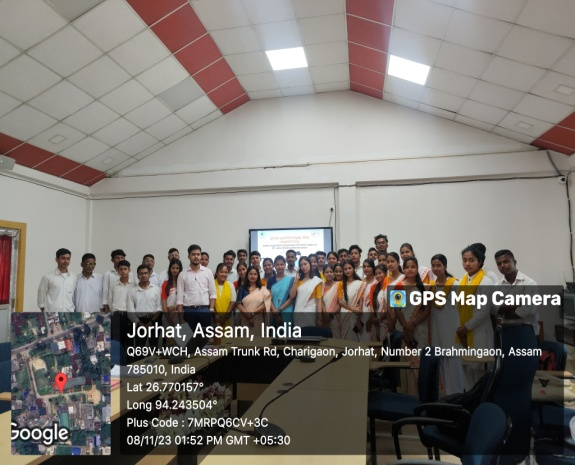 GPS Map Camera
Jorhat, Assam, India
Q69V+WCH, Assam Trunk Rd, Charigaon, Jorhat, Number 2 Brahmingaon, Assam
785010, India
Lat 26.770157°
Long 94.243504°
Plus Code : 7MRPQ6CV+3C
08/11/23 01:52 PM GMT +05:30
Google